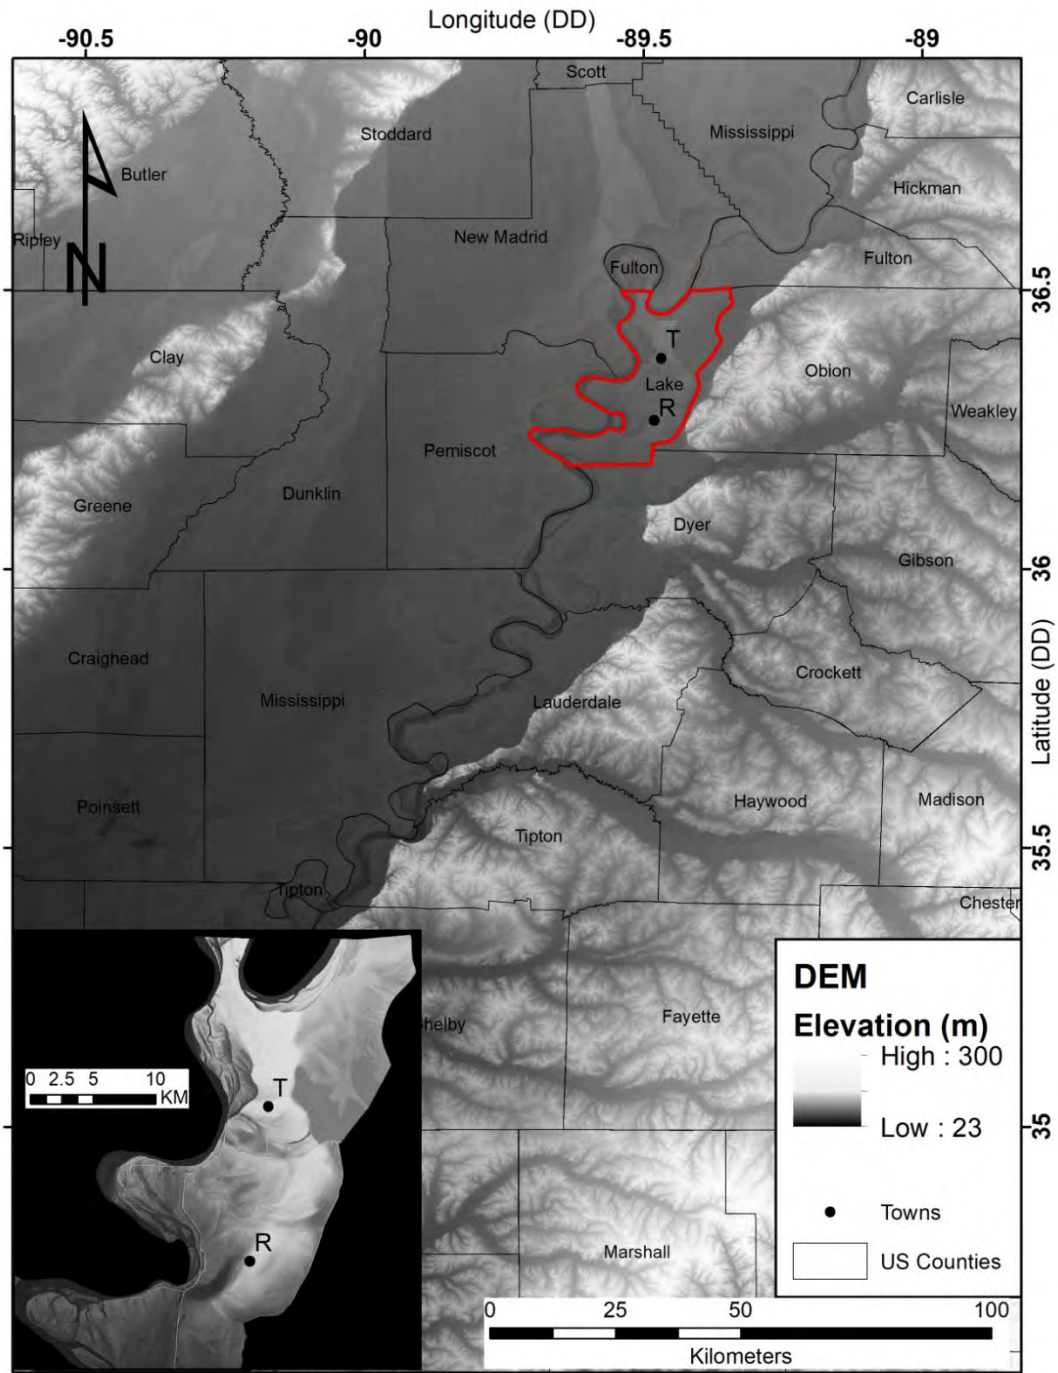 Longitude (DD)
-90.5 -90 -89.5 -89
Scott
Carlisle
Stoddard
Mississippi
Butler
Hickman
Ripley
New Madrid
N
Fulton
Fulton
36.5
T
Clay
Lake
Obion
R
Weakley
Pemiscot
Dunklin
Greene
Dyer
Gibson
36
Craighead
Crockett
Mississippi
Lauderdale
Latitude (DD)
Poinsett
Haywood
Madison
Tipton
35.5
Tipton
Chester
DEM
Elevation (m)
High : 300
Low : 23
Shelby
Fayette
0 2.5 5 10
KM
T
35
Towns
R
Marshall
US Counties
0 25 50 100
Kilometers